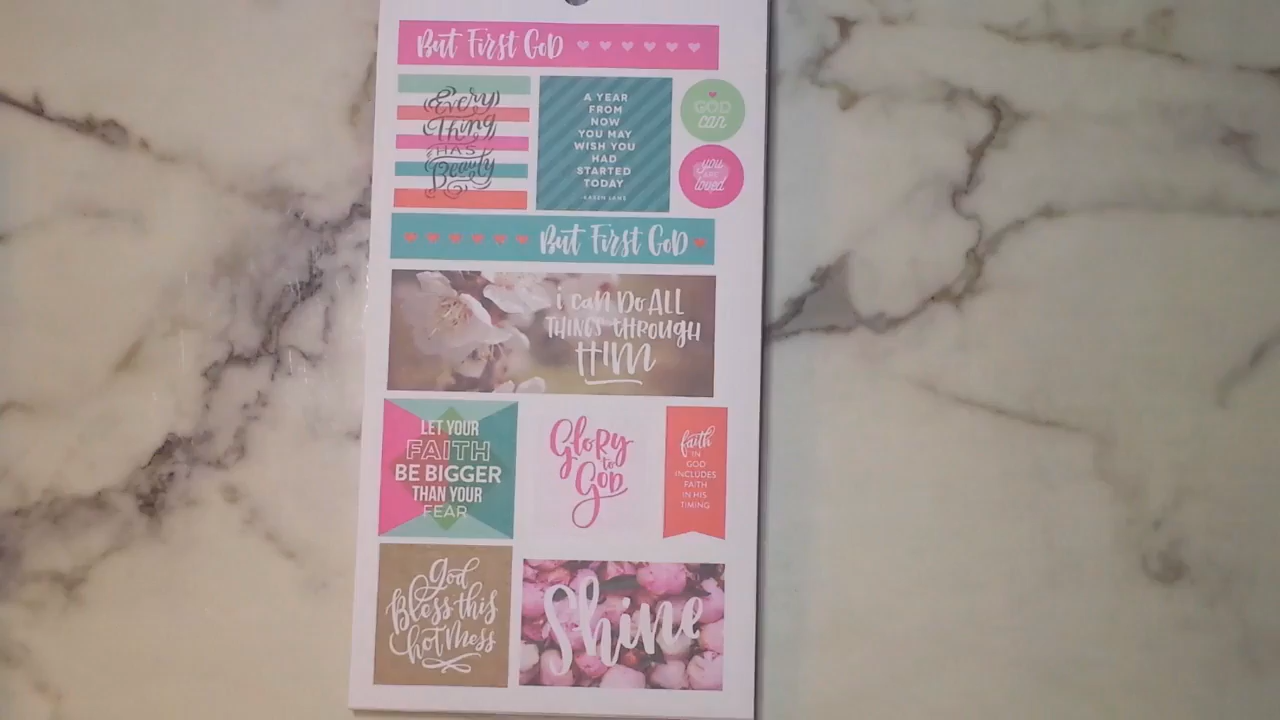 But First God
Every
Thing
HAS
Beauty
A YEAR
FROM
NOW
YOU MAY
WISH YOU
HAD
STARTED
TODAY
-KAREN LAMB
GOD
can
you
ARE
loved
But First God
i can Do ALL
THINGS through
HIM
LET YOUR
FAITH
BE BIGGER
THAN YOUR
FEAR
Glory
to
God
faith
IN
GOD
INCLUDES
FAITH
IN HIS
TIMING
God
Bless this
hot mess
Shine